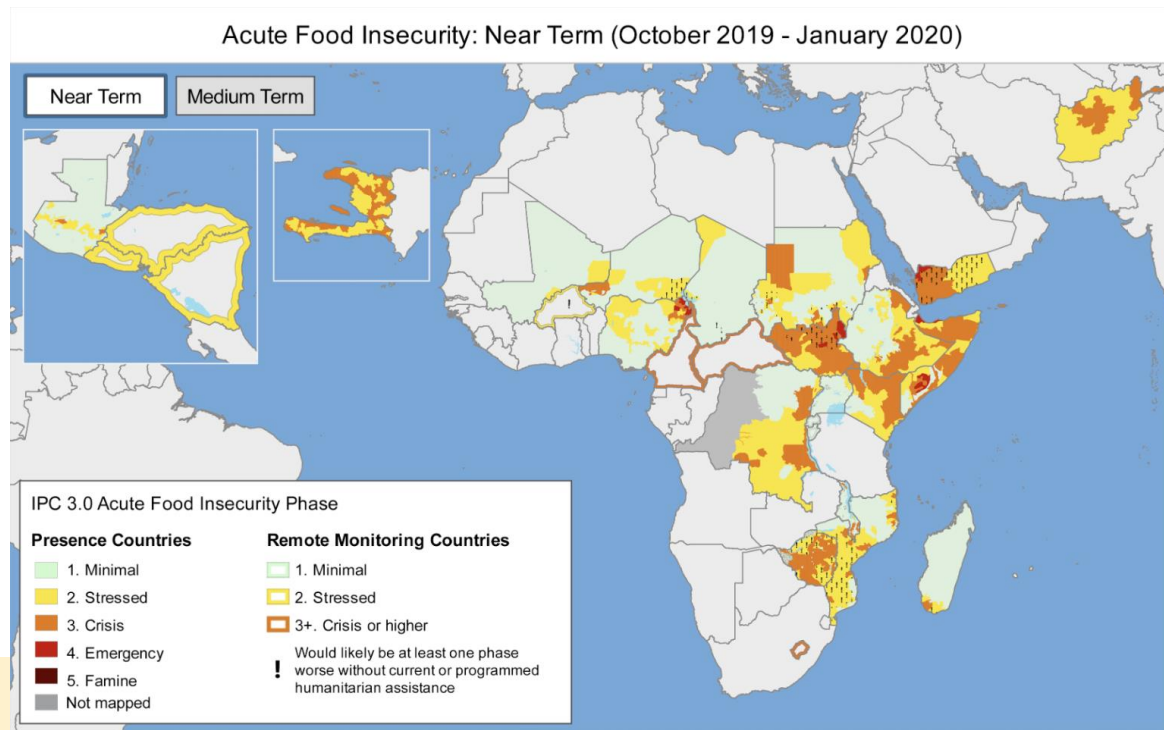 Acute Food Insecurity: Near Term (October 2019 - January 2020)
Near Term
Medium Term
IPC 3.0 Acute Food Insecurity Phase
Presence Countries
1. Minimal
2. Stressed
3. Crisis
4. Emergency
5. Famine
Not mapped
Remote Monitoring Countries
1. Minimal
2. Stressed
3+. Crisis or higher
! Would likely be at least one phase
worse without current or programmed
humanitarian assistance